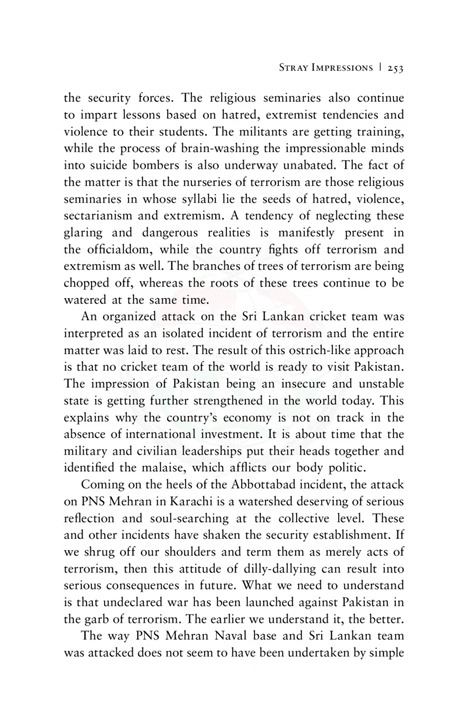 Stray Impressions | 253
the security forces. The religious seminaries also continue
to impart lessons based on hatred, extremist tendencies and
violence to their students. The militants are getting training,
while the process of brain-washing the impressionable minds
into suicide bombers is also underway unabated. The fact of
the matter is that the nurseries of terrorism are those religious
seminaries in whose syllabi lie the seeds of hatred, violence,
sectarianism and extremism. A tendency of neglecting these
glaring and dangerous realities is manifestly present in
the officialdom, while the country fights off terrorism and
extremism as well. The branches of trees of terrorism are being
chopped off, whereas the roots of these trees continue to be
watered at the same time.
An organized attack on the Sri Lankan cricket team was
interpreted as an isolated incident of terrorism and the entire
matter was laid to rest. The result of this ostrich-like approach
is that no cricket team of the world is ready to visit Pakistan.
The impression of Pakistan being an insecure and unstable
state is getting further strengthened in the world today. This
explains why the country's economy is not on track in the
absence of international investment. It is about time that the
military and civilian leaderships put their heads together and
identified the malaise, which afflicts our body politic.
Coming on the heels of the Abbottabad incident, the attack
on PNS Mehran in Karachi is a watershed deserving of serious
reflection and soul-searching at the collective level. These
and other incidents have shaken the security establishment. If
we shrug off our shoulders and term them as merely acts of
terrorism, then this attitude of dilly-dallying can result into
serious consequences in future. What we need to understand
is that undeclared war has been launched against Pakistan in
the garb of terrorism. The earlier we understand it, the better.
The way PNS Mehran Naval base and Sri Lankan team
was attacked does not seem to have been undertaken by simple